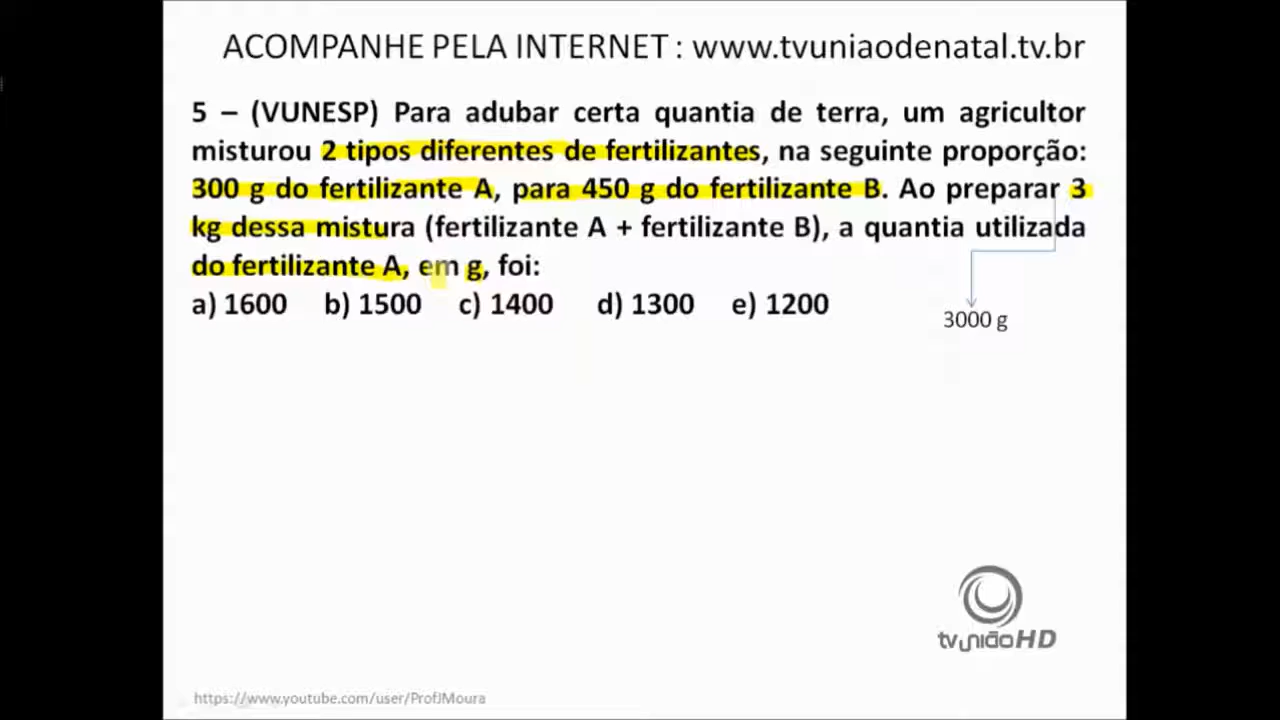 ACOMPANHE PELA INTERNET : www.tvuniaodenatal.tv.br
5 – (VUNESP) Para adubar certa quantia de terra, um agricultor
misturou 2 tipos diferentes de fertilizantes, na seguinte proporção:
300 g do fertilizante A, para 450 g do fertilizante B. Ao preparar 3
kg dessa mistura (fertilizante A + fertilizante B), a quantia utilizada
do fertilizante A, em g, foi:
a) 1600 b) 1500 c) 1400 d) 1300 e) 1200
3000 g
tv união HD
https://www.youtube.com/user/ProfJMoura